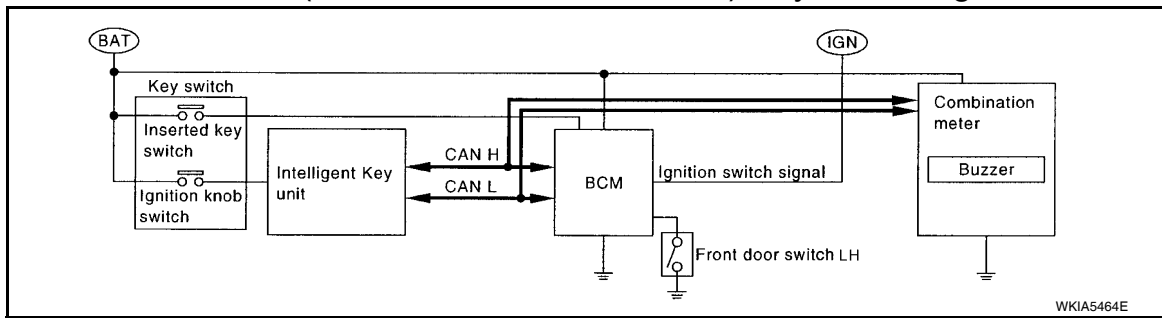 BAT
IGN
Key switch
Inserted key
switch
Ignition knob
switch
Intelligent Key
unit
CAN H
CAN L
BCM
Ignition switch signal
Front door switch LH
Combination
meter
Buzzer
WKIA5464E